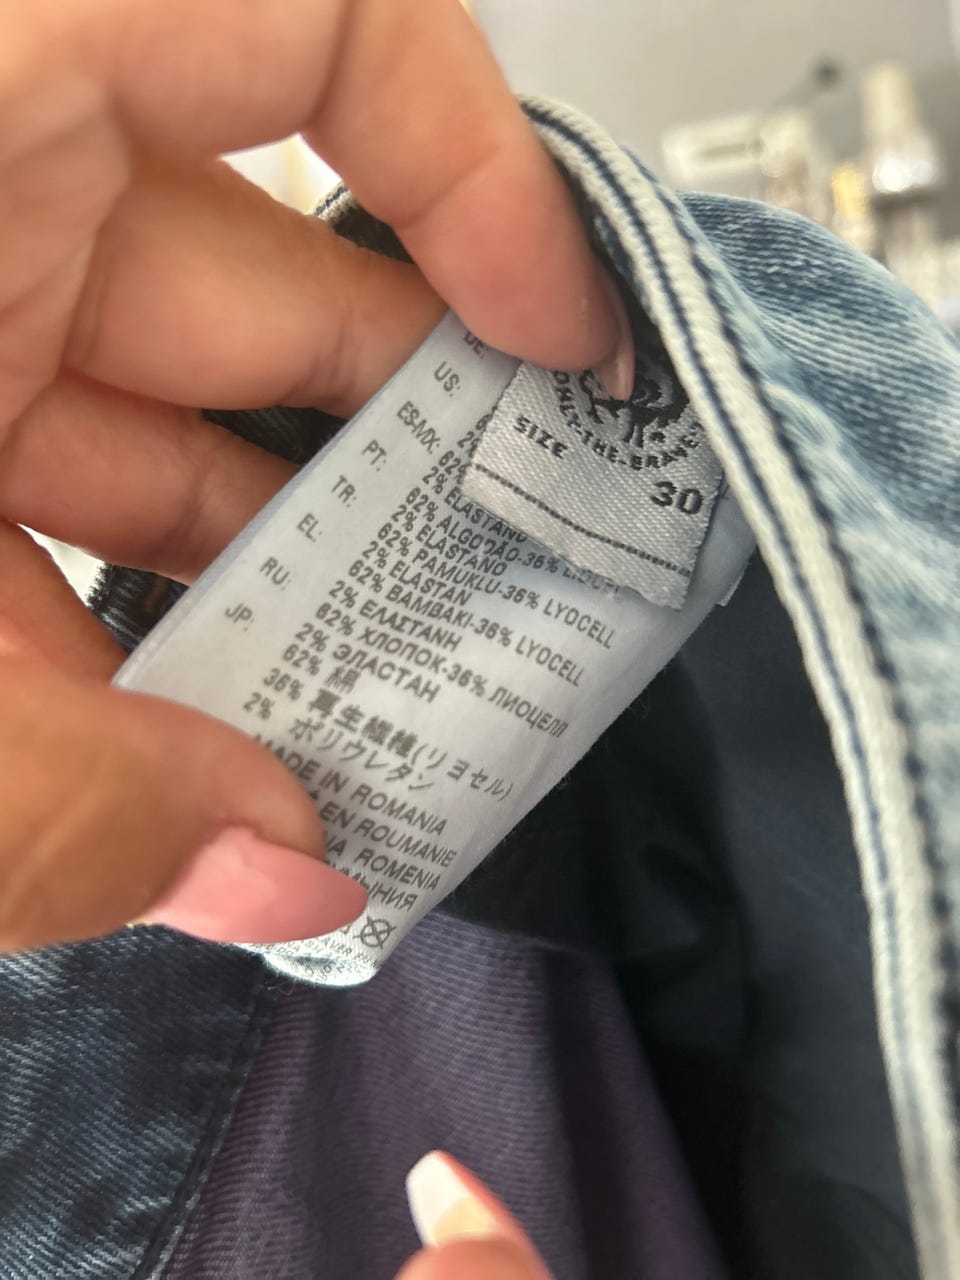 SIZE
30
DE:
US:
ES-MX: 62%
2% ELASTANO
PT: 62% ALGODÃO-36% LIOCEL
2% ELASTANO
TR: 62% PAMUKLU-36% LYOCELL
2% ELASTAN
EL: 62% BAMBAKI-36% LYOCELL
2% ΕΛΑΣΤΑΝΗ
RU: 62% ХЛОПОК-36% ЛИОЦЕЛЛ
2% ЭЛАСТАН
JP: 62% 綿
36% 再生繊維(リヨセル)
2% ポリウレタン
MADE IN ROMANIA
EN ROUMANIE
ROMENIA